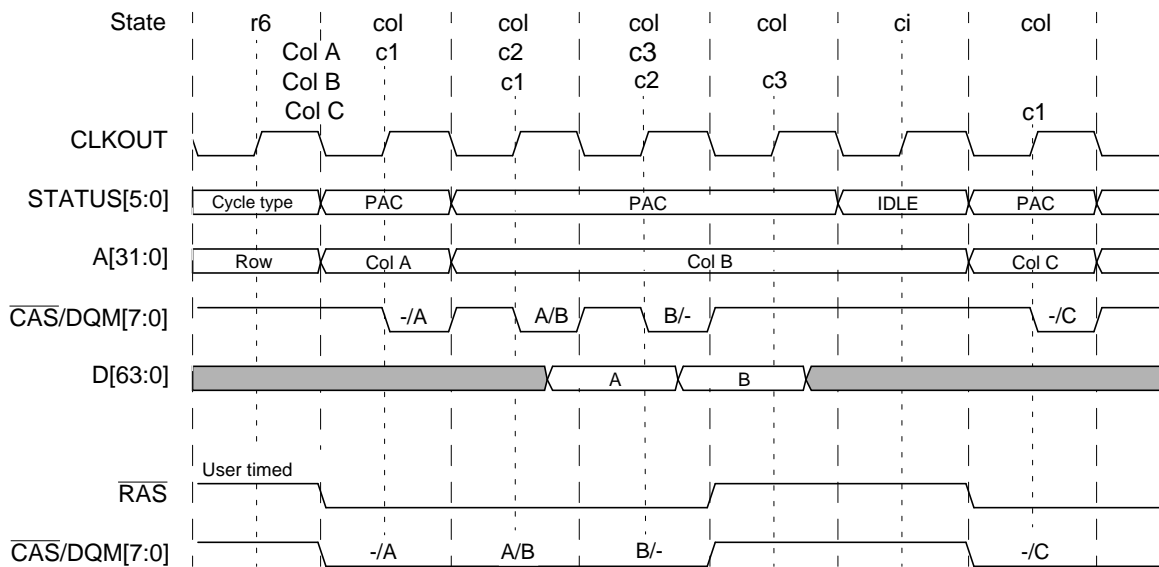 State r6 col col col col ci col
Col A c1 c2 c3
Col B c1 c2 c3
Col C c1
CLKOUT
STATUS[5:0] Cycle type PAC PAC IDLE PAC
A[31:0] Row Col A Col B Col C
CAS/DQM[7:0] -/A A/B B/- -/C
D[63:0] A B
User timed
RAS
CAS/DQM[7:0] -/A A/B B/- -/C